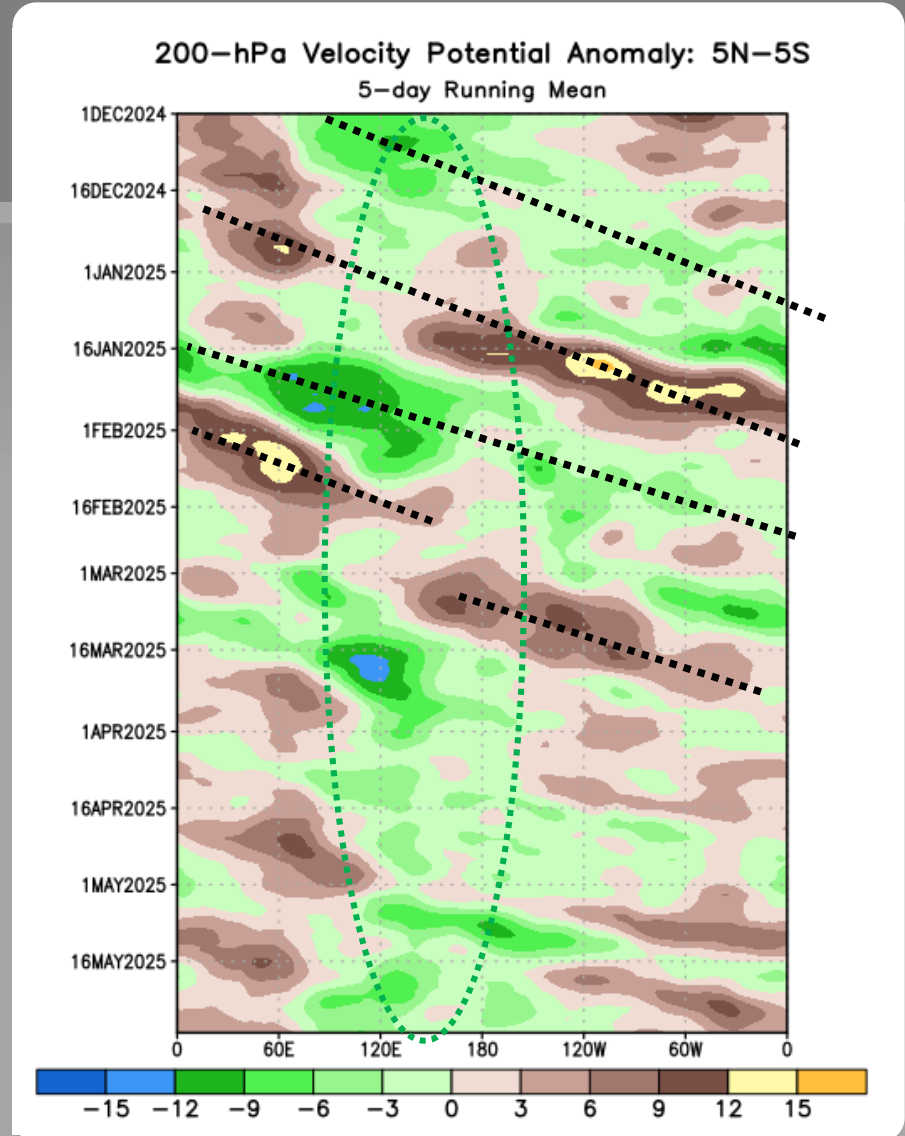 200-hPa Velocity Potential Anomaly: 5N-5S
5-day Running Mean
1DEC2024
16DEC2024
1JAN2025
16JAN2025
1FEB2025
16FEB2025
1MAR2025
16MAR2025
1APR2025
16APR2025
1MAY2025
16MAY2025
0 60E 120E 180 120W 60W 0
-15 -12 -9 -6 -3 0 3 6 9 12 15